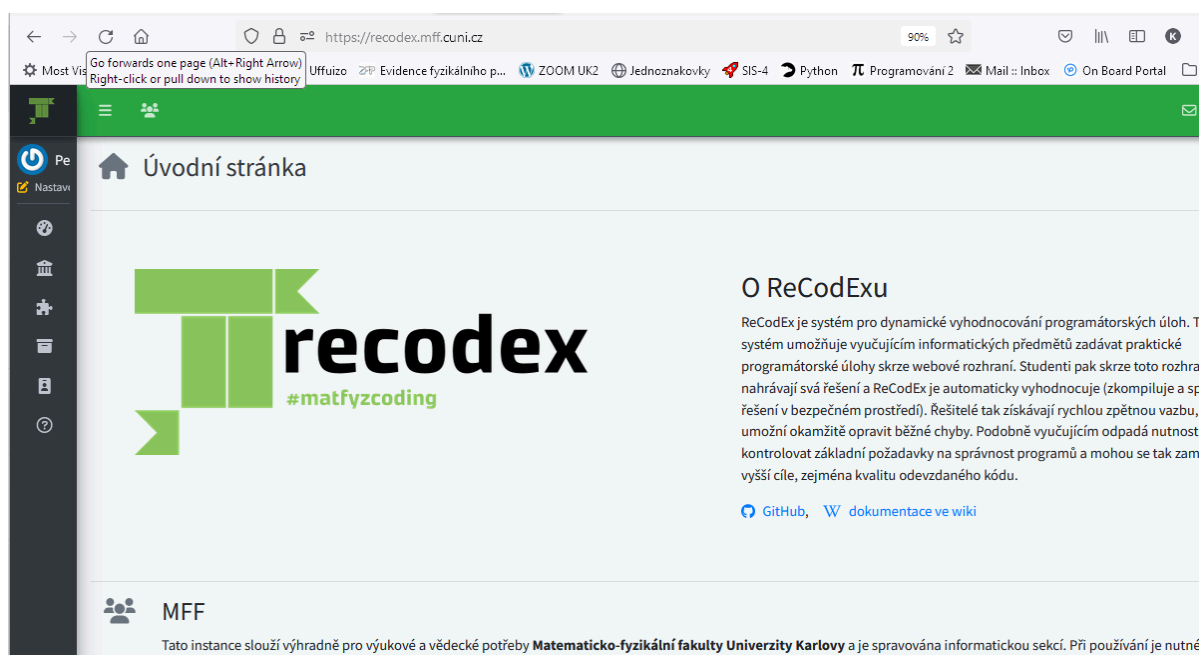 https://recodex.mff.cuni.cz
90%
K
Go forwards one page (Alt+Right Arrow)
Right-click or pull down to show history
Most Vis
Uffuizo
ZFP Evidence fyzikálního p...
ZOOM UK2
Jednoznakovky
SIS-4
Python
Programování 2
Mail :: Inbox
On Board Portal
Pe
Nastave
Úvodní stránka
recodex
#matfyzcoding
O ReCodExu
ReCodEx je systém pro dynamické vyhodnocování programátorských úloh. T
systém umožňuje vyučujícím informatických předmětů zadávat praktické
programátorské úlohy skrze webové rozhraní. Studenti pak skrze toto rozhra
nahrávají svá řešení a ReCodEx je automaticky vyhodnocuje (zkompiluje a sp
řešení v bezpečném prostředí). Řešitelé tak získávají rychlou zpětnou vazbu,
umožní okamžitě opravit běžné chyby. Podobně vyučujícím odpadá nutnost
kontrolovat základní požadavky na správnost programů a mohou se tak zam
vyšší cíle, zejména kvalitu odevzdaného kódu.
GitHub, W dokumentace ve wiki
MFF
Tato instance slouží výhradně pro výukové a vědecké potřeby Matematicko-fyzikální fakulty Univerzity Karlovy a je spravována informatickou sekcí. Při používání je nutné